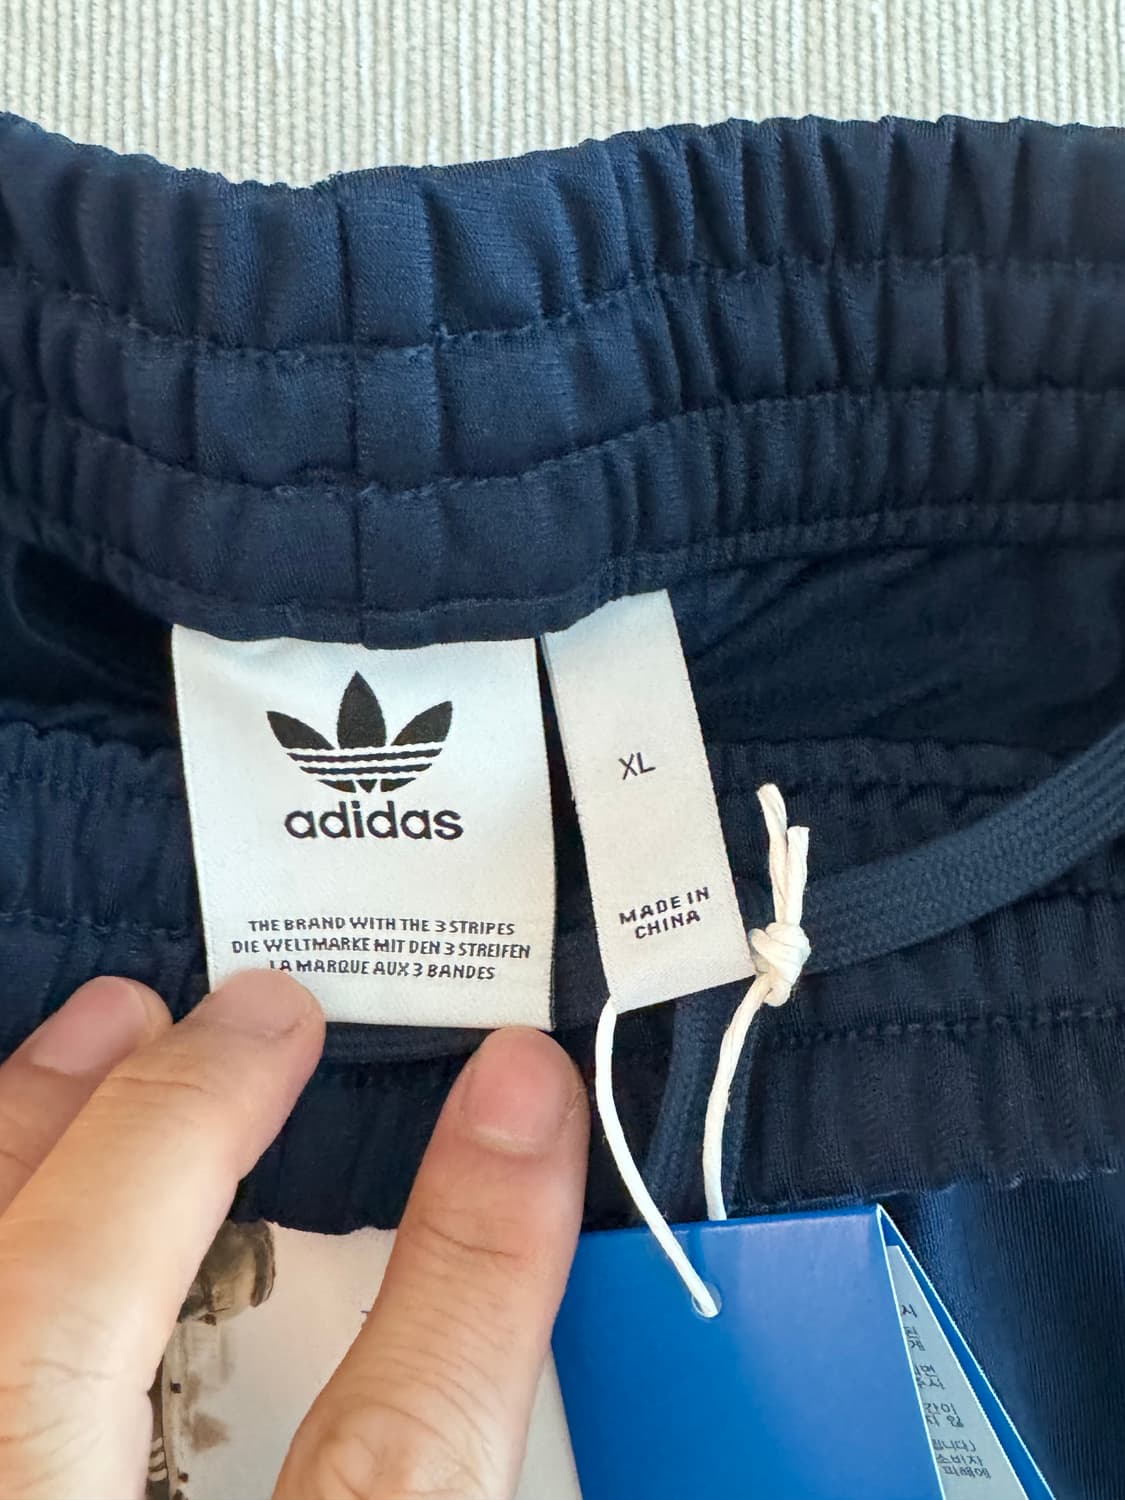 adidas
THE BRAND WITH THE 3 STRIPES
DIE WELTMARKE MIT DEN 3 STREIFEN
LA MARQUE AUX 3 BANDES
XL
MADE IN
CHINA